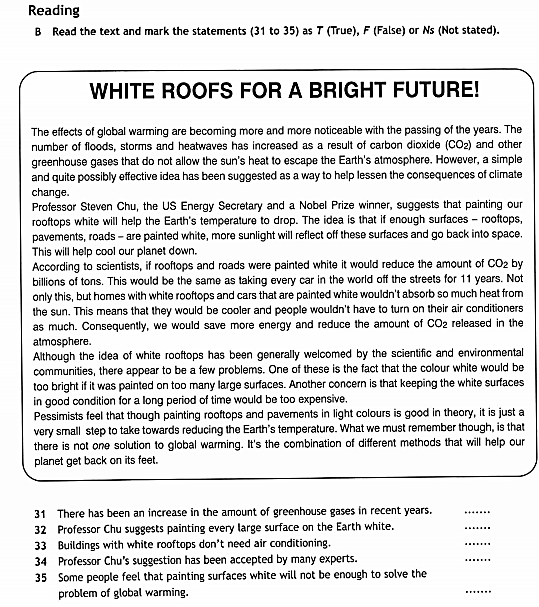 Reading
B Read the text and mark the statements (31 to 35) as T (True), F (False) or Ns (Not stated).
WHITE ROOFS FOR A BRIGHT FUTURE!
The effects of global warming are becoming more and more noticeable with the passing of the years. The
number of floods, storms and heatwaves has increased as a result of carbon dioxide (CO2) and other
greenhouse gases that do not allow the sun's heat to escape the Earth's atmosphere. However, a simple
and quite possibly effective idea has been suggested as a way to help lessen the consequences of climate
change.
Professor Steven Chu, the US Energy Secretary and a Nobel Prize winner, suggests that painting our
rooftops white will help the Earth's temperature to drop. The idea is that if enough surfaces – rooftops,
pavements, roads – are painted white, more sunlight will reflect off these surfaces and go back into space.
This will help cool our planet down.
According to scientists, if rooftops and roads were painted white it would reduce the amount of CO2 by
billions of tons. This would be the same as taking every car in the world off the streets for 11 years. Not
only this, but homes with white rooftops and cars that are painted white wouldn't absorb so much heat from
the sun. This means that they would be cooler and people wouldn't have to turn on their air conditioners
as much. Consequently, we would save more energy and reduce the amount of CO2 released in the
atmosphere.
Although the idea of white rooftops has been generally welcomed by the scientific and environmental
communities, there appear to be a few problems. One of these is the fact that the colour white would be
too bright if it was painted on too many large surfaces. Another concern is that keeping the white surfaces
in good condition for a long period of time would be too expensive.
Pessimists feel that though painting rooftops and pavements in light colours is good in theory, it is just a
very small step to take towards reducing the Earth's temperature. What we must remember though, is that
there is not one solution to global warming. It's the combination of different methods that will help our
planet get back on its feet.
31 There has been an increase in the amount of greenhouse gases in recent years. .......
32 Professor Chu suggests painting every large surface on the Earth white. .......
33 Buildings with white rooftops don't need air conditioning. .......
34 Professor Chu's suggestion has been accepted by many experts. .......
35 Some people feel that painting surfaces white will not be enough to solve the
problem of global warming. .......